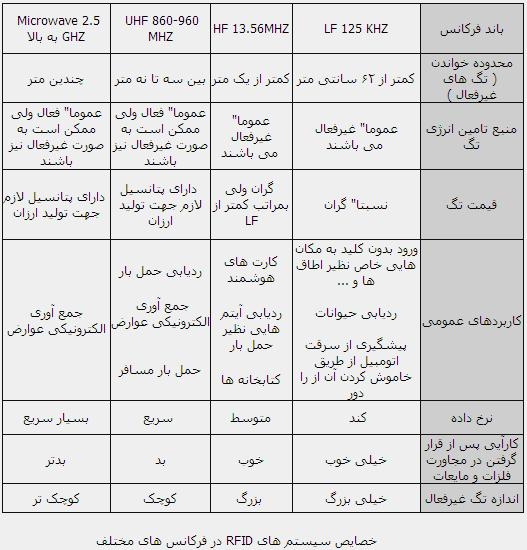 باند فرکانس
LF 125 KHZ
HF 13.56MHZ
UHF 860-960
MHZ
Microwave 2.5
GHZ به بالا
محدوده خواندن
( تگ های
غیرفعال )
کمتر از ۶۲ سانتی متر
کمتر از یک متر
بین سه تا نه متر
چندین متر
منبع تامین انرژی
تگ
عموما" غیرفعال
می باشند
عموما"
غیرفعال
می باشند
عموما" فعال ولی
ممکن است به
صورت غیرفعال نیز
باشند
عموما" فعال ولی
ممکن است به
صورت غیرفعال نیز
باشند
قیمت تگ
نسبتا" گران
گران ولی
بمراتب کمتر از
LF
دارای پتانسیل
لازم جهت تولید
ارزان
دارای پتانسیل لازم
جهت تولید ارزان
کاربردهای عمومی
ورود بدون کلید به مکان
هایی خاص نظیر اطاق
ها و ...
ردیابی حیوانات
پیشگیری از سرقت
اتومبیل از طریق
خاموش کردن آن از را
دور
کارت های
هوشمند
ردیابی آیتم
هایی نظیر
حمل بار
کتابخانه ها
ردیابی حمل بار
جمع آوری
الکترونیکی عوارض
حمل بار مسافر
جمع آوری
الکترونیکی عوارض
نرخ داده
کند
متوسط
سریع
بسیار سریع
کارآیی پس از قرار
گرفتن در مجاورت
فلزات و مایعات
خیلی خوب
خوب
بد
بدتر
اندازه تگ غیرفعال
خیلی بزرگ
بزرگ
کوچک
کوچک تر
خصایص سیستم های RFID در فرکانس های مختلف